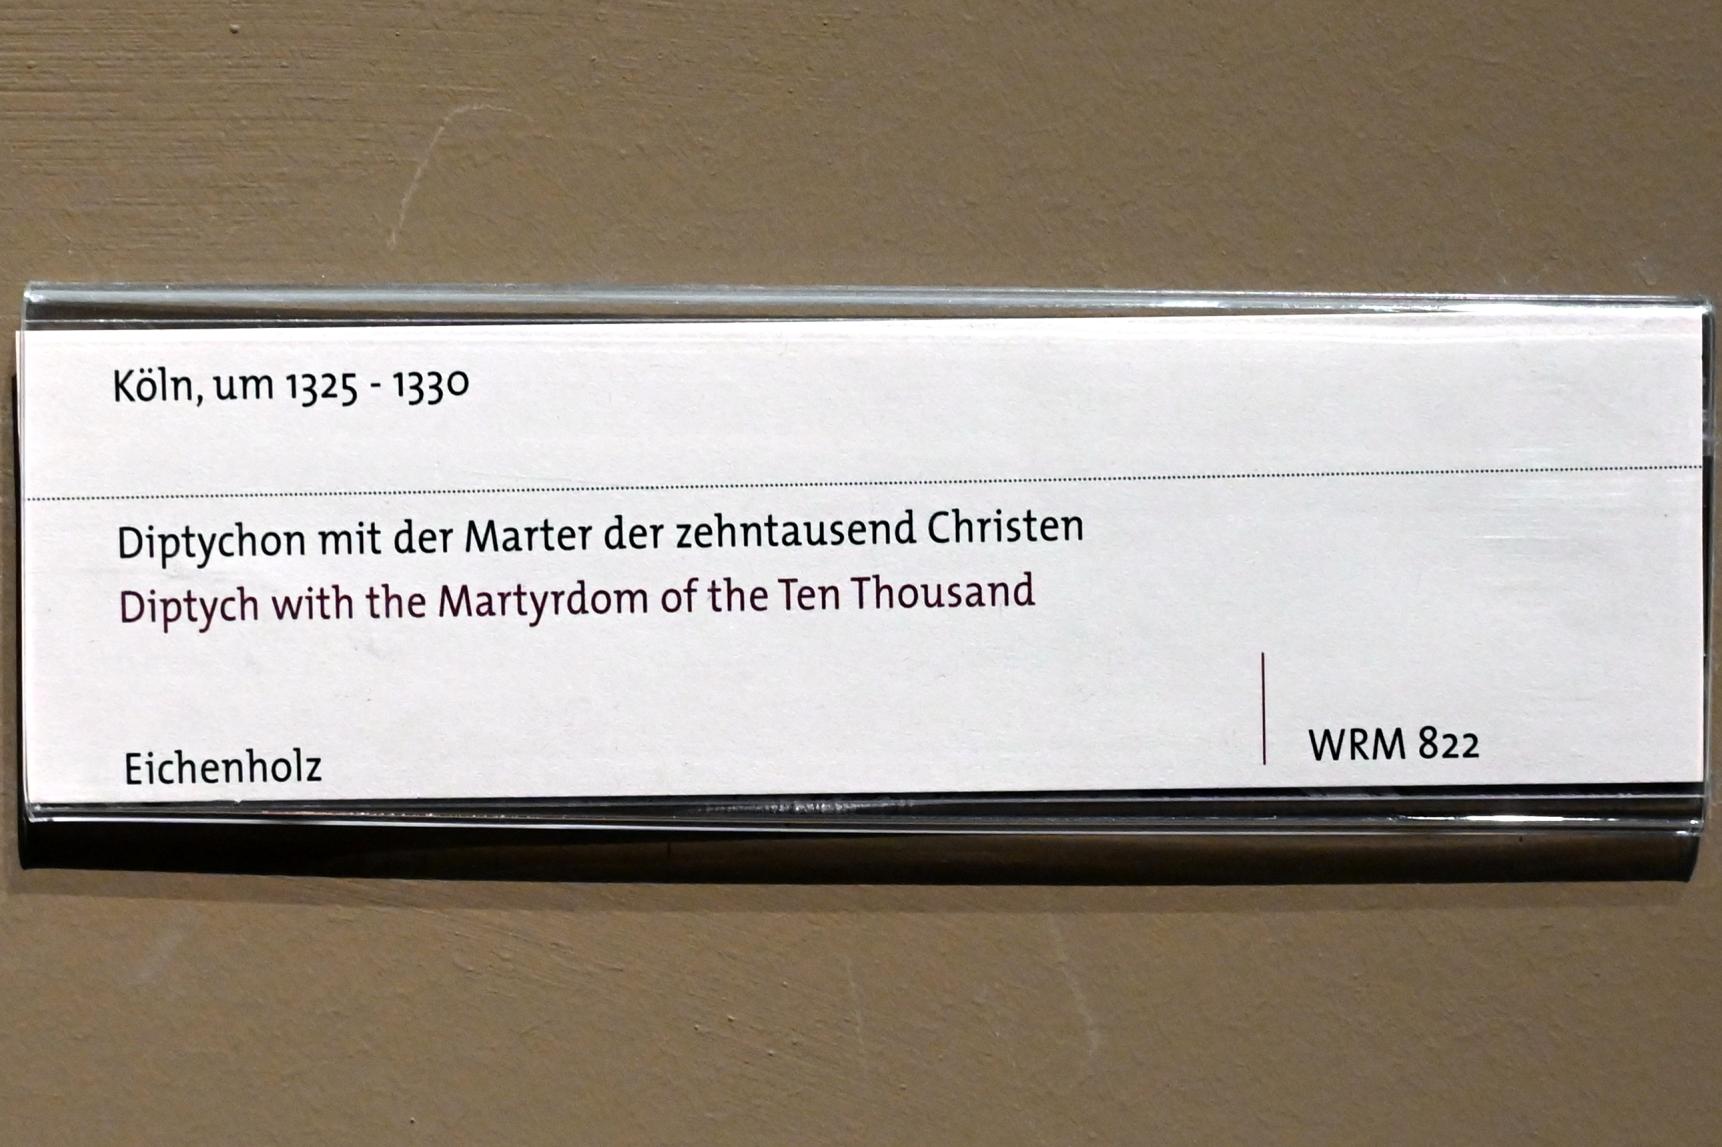 Köln, um 1325 - 1330
Diptychon mit der Marter der zehntausend Christen
Diptych with the Martyrdom of the Ten Thousand
Eichenholz
WRM 822